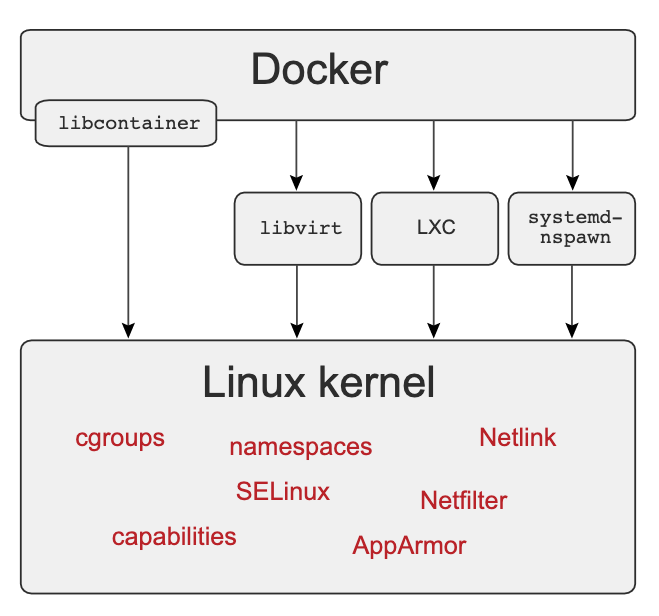 Docker
libcontainer
libvirt
LXC
systemd-
nspawn
Linux kernel
cgroups
namespaces
Netlink
SELinux
Netfilter
capabilities
AppArmor